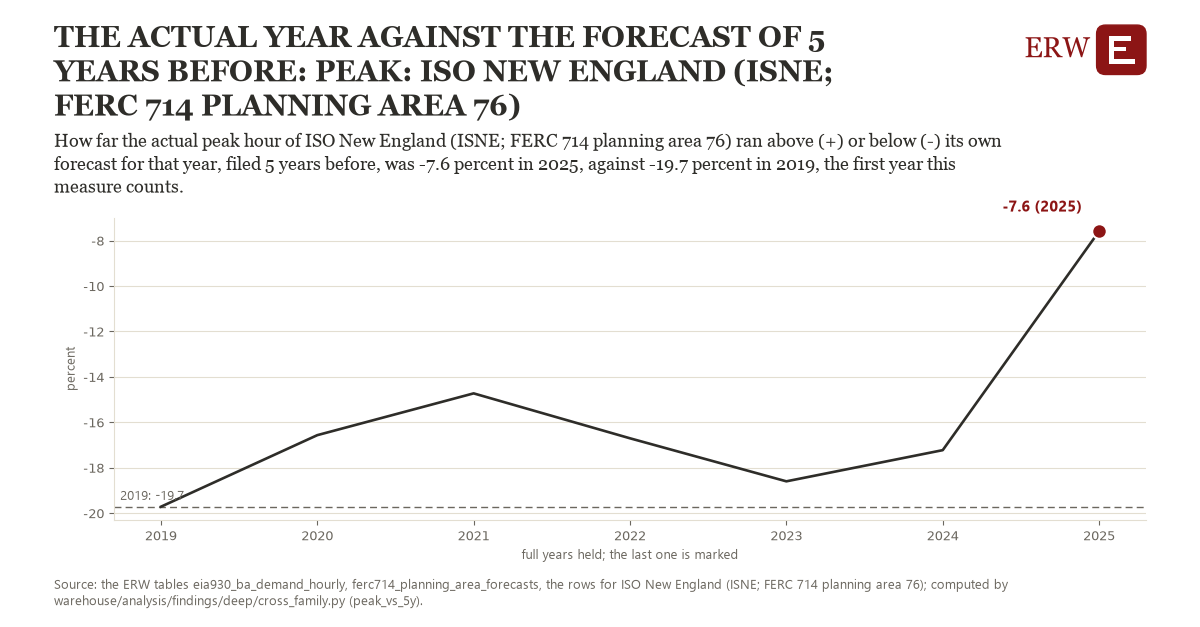 THE ACTUAL YEAR AGAINST THE FORECAST OF 5
YEARS BEFORE: PEAK: ISO NEW ENGLAND (ISNE;
FERC 714 PLANNING AREA 76)
ERW E
How far the actual peak hour of ISO New England (ISNE; FERC 714 planning area 76) ran above (+) or below (-) its own
forecast for that year, filed 5 years before, was -7.6 percent in 2025, against -19.7 percent in 2019, the first year this
measure counts.
-7.6 (2025)
-8
-10
-12
-14
-16
-18
-20
percent
2019: -19.7
2019 2020 2021 2022 2023 2024 2025
full years held; the last one is marked
Source: the ERW tables eia930_ba_demand_hourly, ferc714_planning_area_forecasts, the rows for ISO New England (ISNE; FERC 714 planning area 76); computed by
warehouse/analysis/findings/deep/cross_family.py (peak_vs_5y).